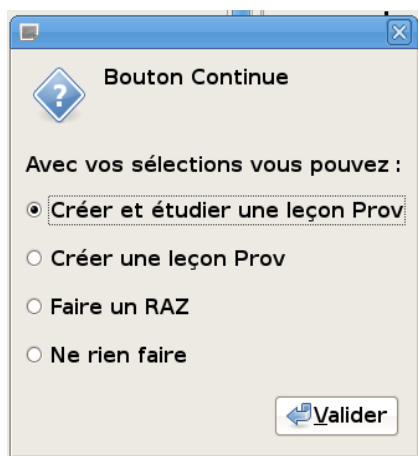 Bouton Continue
Avec vos sélections vous pouvez :
Créer et étudier une leçon Prov
Créer une leçon Prov
Faire un RAZ
Ne rien faire
Valider